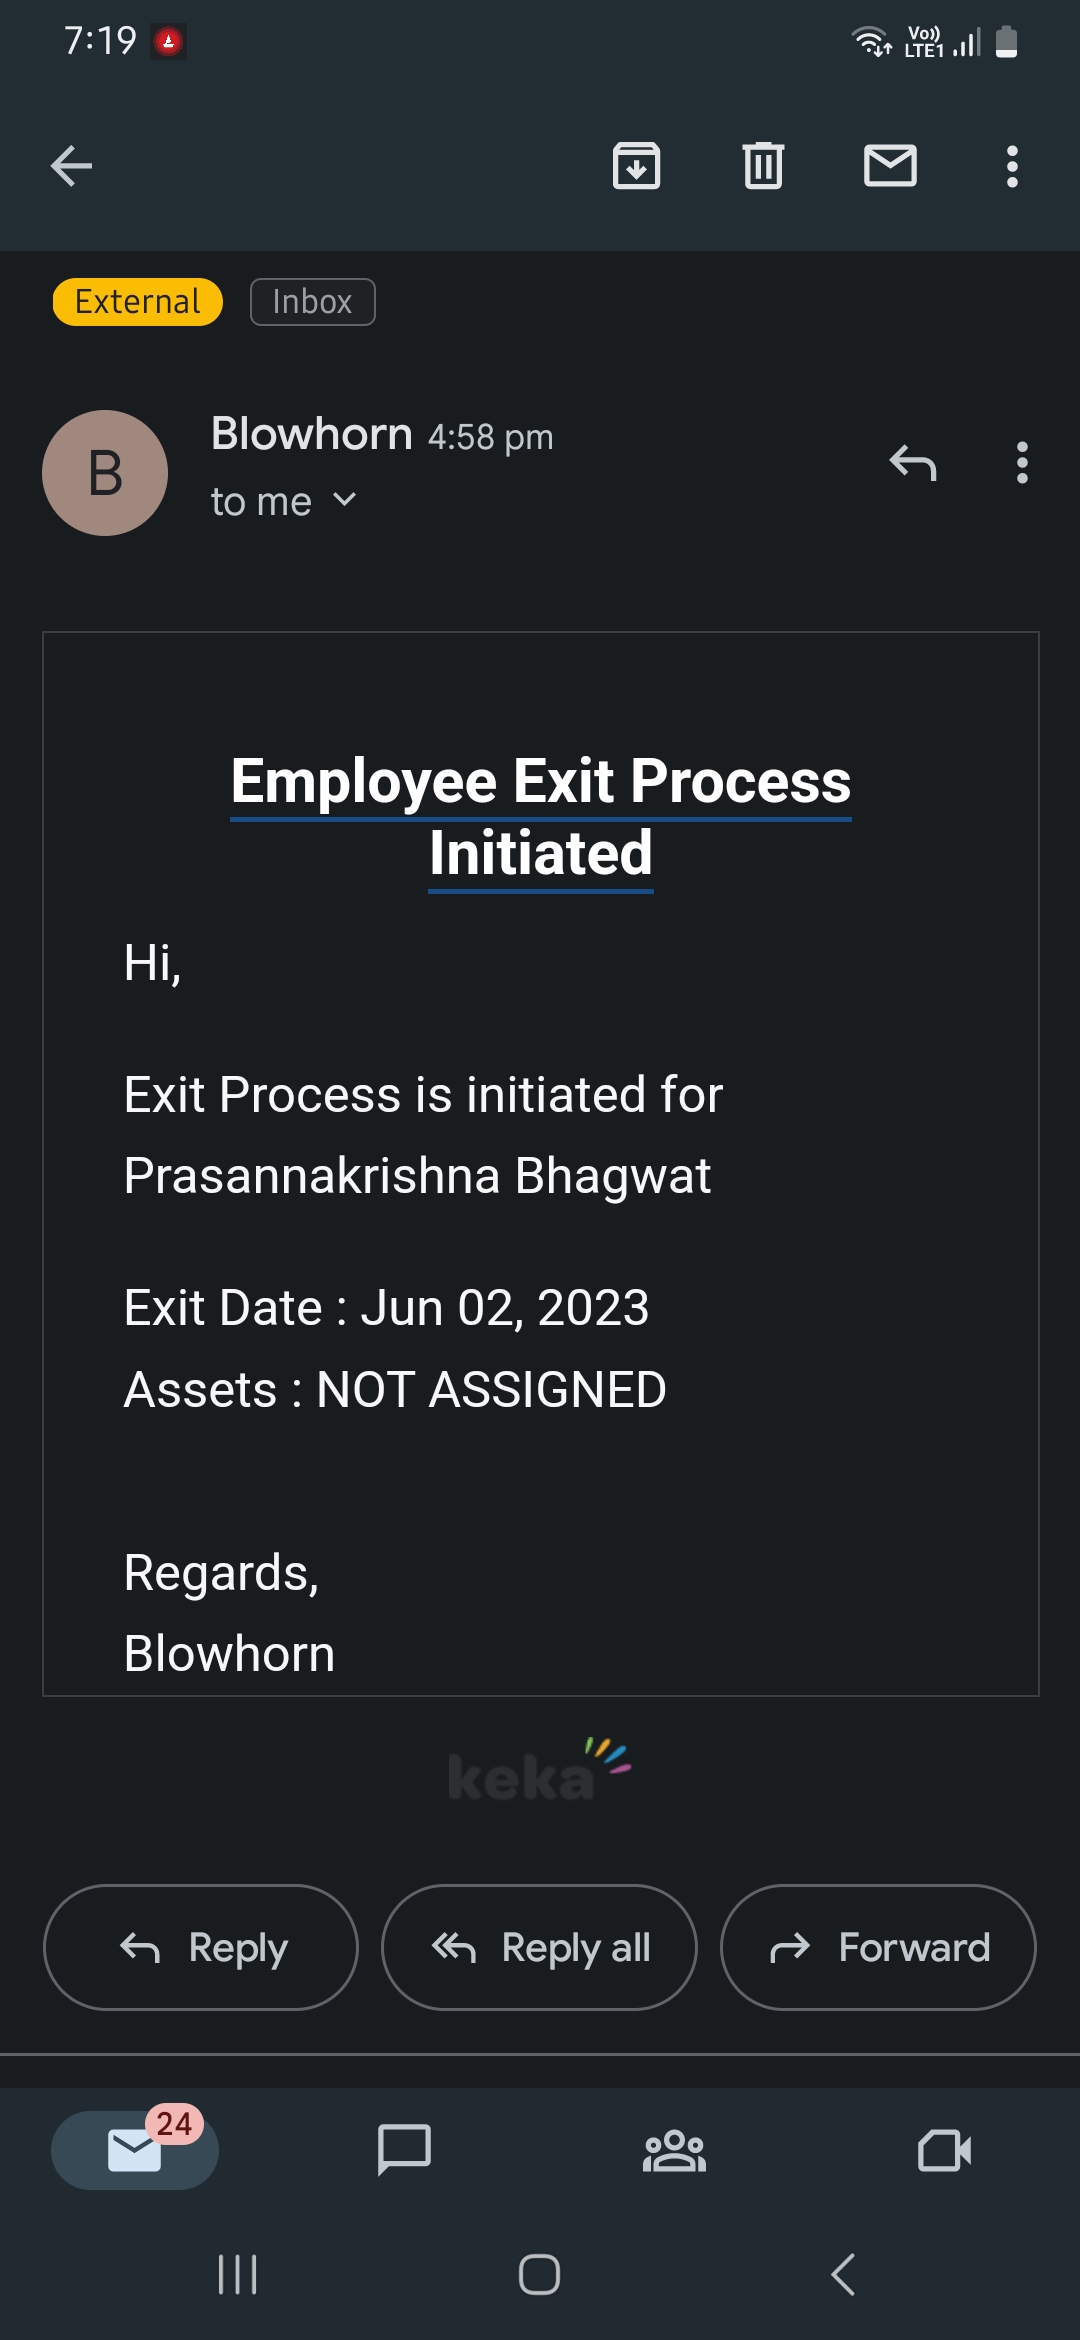 7:19
Vo))
LTE1
External
Inbox
B
Blowhorn 4:58 pm
to me
Employee Exit Process
Initiated
Hi,
Exit Process is initiated for
Prasannakrishna Bhagwat
Exit Date : Jun 02, 2023
Assets : NOT ASSIGNED
Regards,
Blowhorn
keka
Reply
Reply all
Forward
24